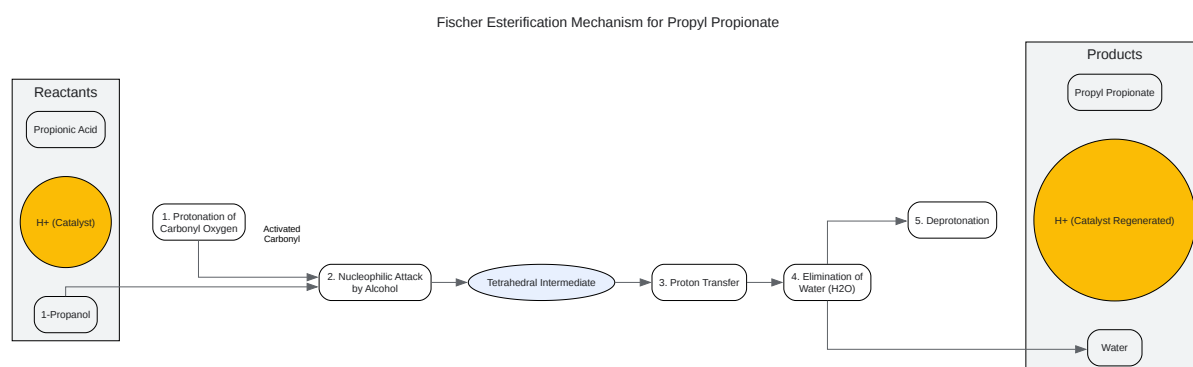 Fischer Esterification Mechanism for Propyl Propionate
Reactants
Propionic Acid
H+ (Catalyst)
1-Propanol
1. Protonation of
Carbonyl Oxygen
Activated
Carbonyl
2. Nucleophilic Attack
by Alcohol
Tetrahedral Intermediate
3. Proton Transfer
4. Elimination of
Water (H2O)
5. Deprotonation
Products
Propyl Propionate
H+ (Catalyst Regenerated)
Water